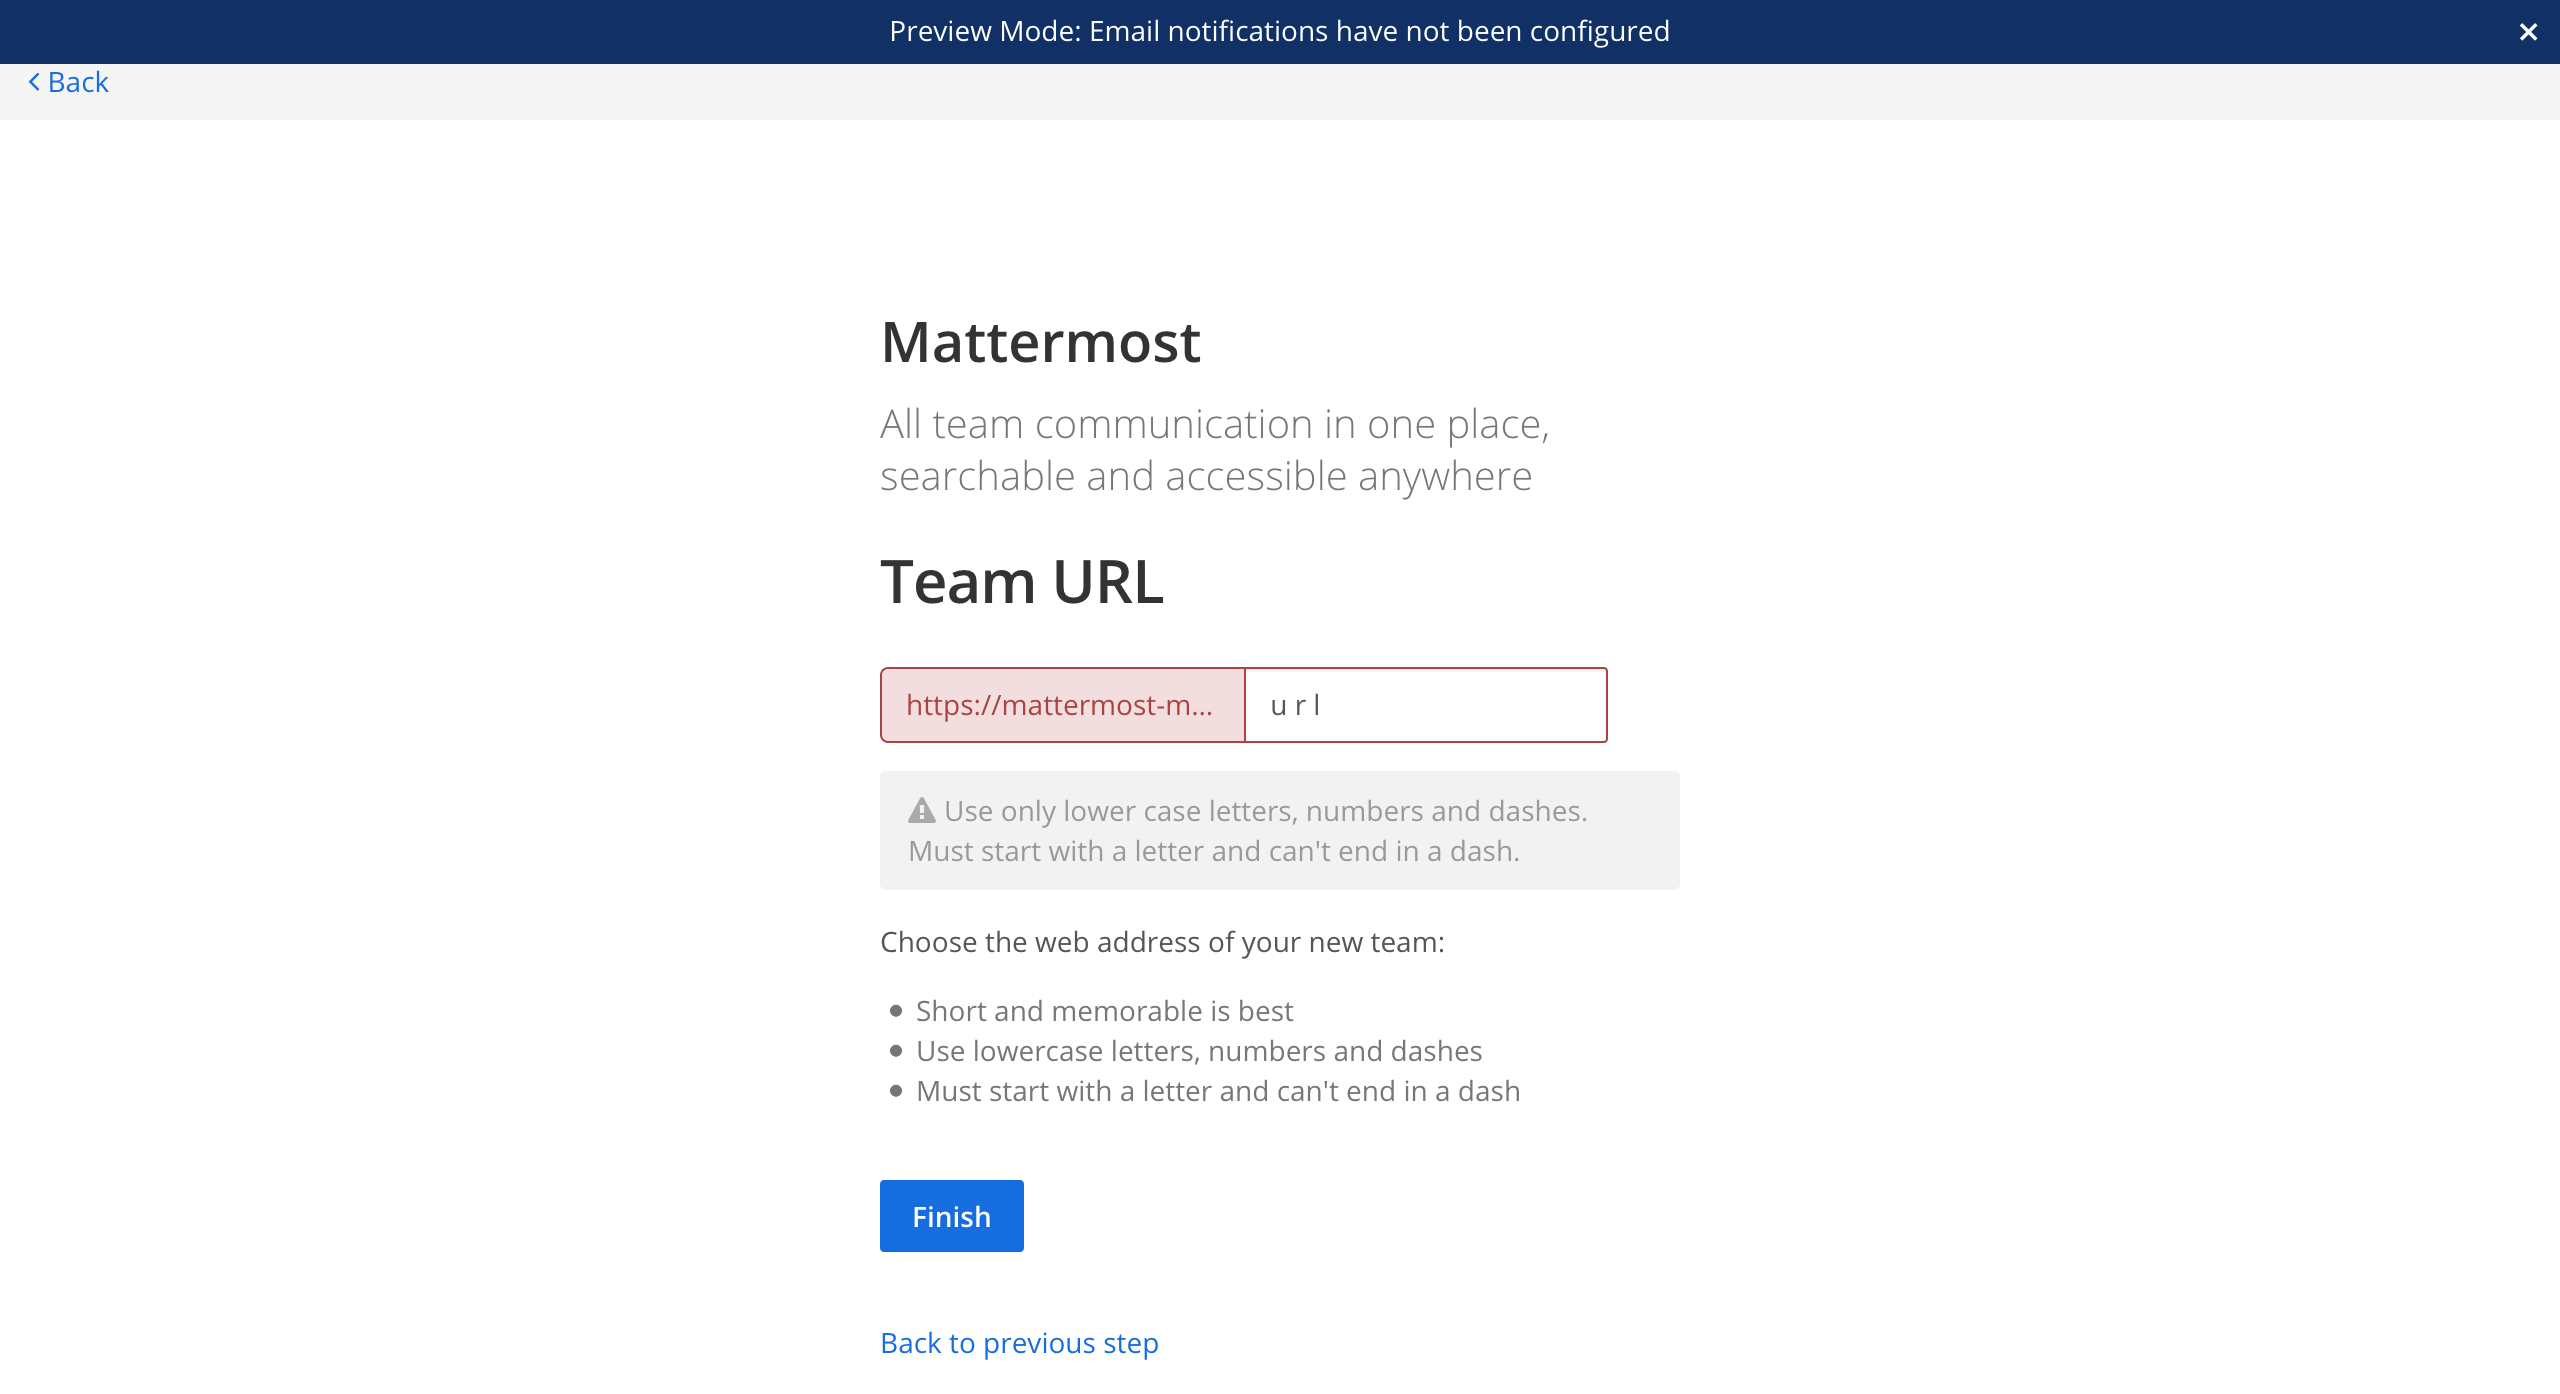 Preview Mode: Email notifications have not been configured
Back
Mattermost
All team communication in one place,
searchable and accessible anywhere
Team URL
https://mattermost-m... u r l
Use only lower case letters, numbers and dashes.
Must start with a letter and can't end in a dash.
Choose the web address of your new team:
Short and memorable is best
Use lowercase letters, numbers and dashes
Must start with a letter and can't end in a dash
Finish
Back to previous step